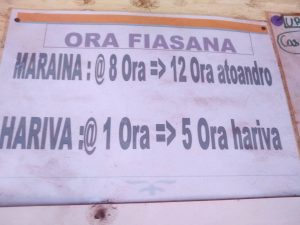 ORA FIASANA
MARAINA : @ 8 Ora => 12 Ora atoandro
HARIVA :@ 1 Ora => 5 Ora hariva